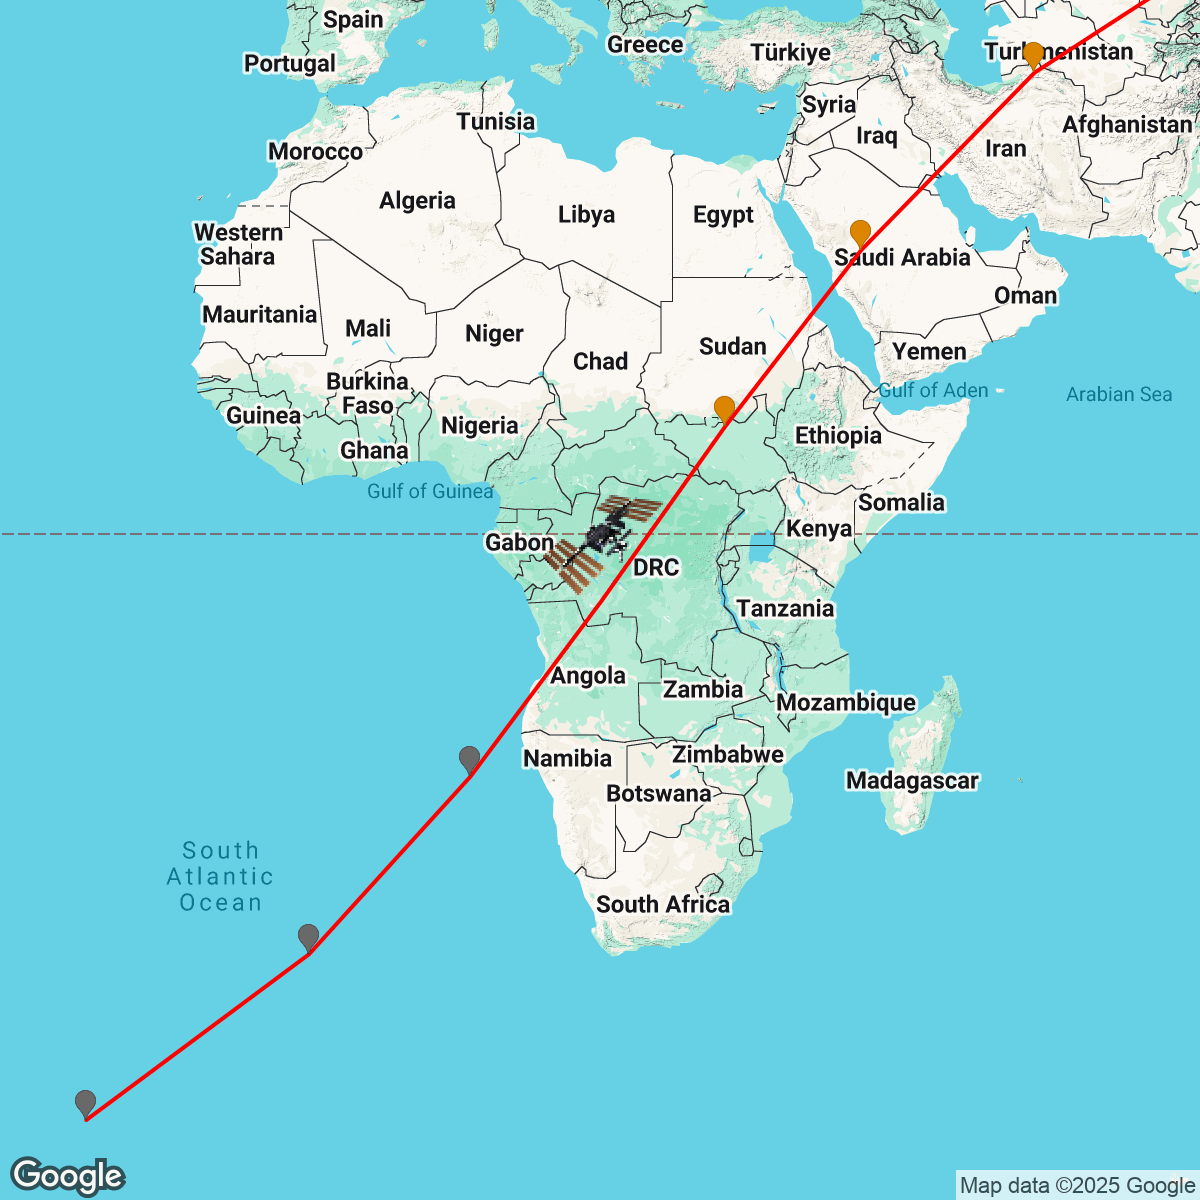 Spain
Portugal
Greece
Türkiye
Turkmenistan
Syria
Iraq
Iran
Afghanistan
Tunisia
Morocco
Algeria
Libya
Egypt
Western
Sahara
Saudi Arabia
Oman
Mauritania
Mali
Niger
Chad
Sudan
Yemen
Gulf of Aden
Arabian Sea
Burkina
Faso
Guinea
Ghana
Nigeria
Ethiopia
Gulf of Guinea
Somalia
Gabon
Kenya
DRC
Tanzania
Angola
Zambia
Mozambique
Namibia
Zimbabwe
Botswana
Madagascar
South
Atlantic
Ocean
South Africa
Google
Map data ©2025 Google